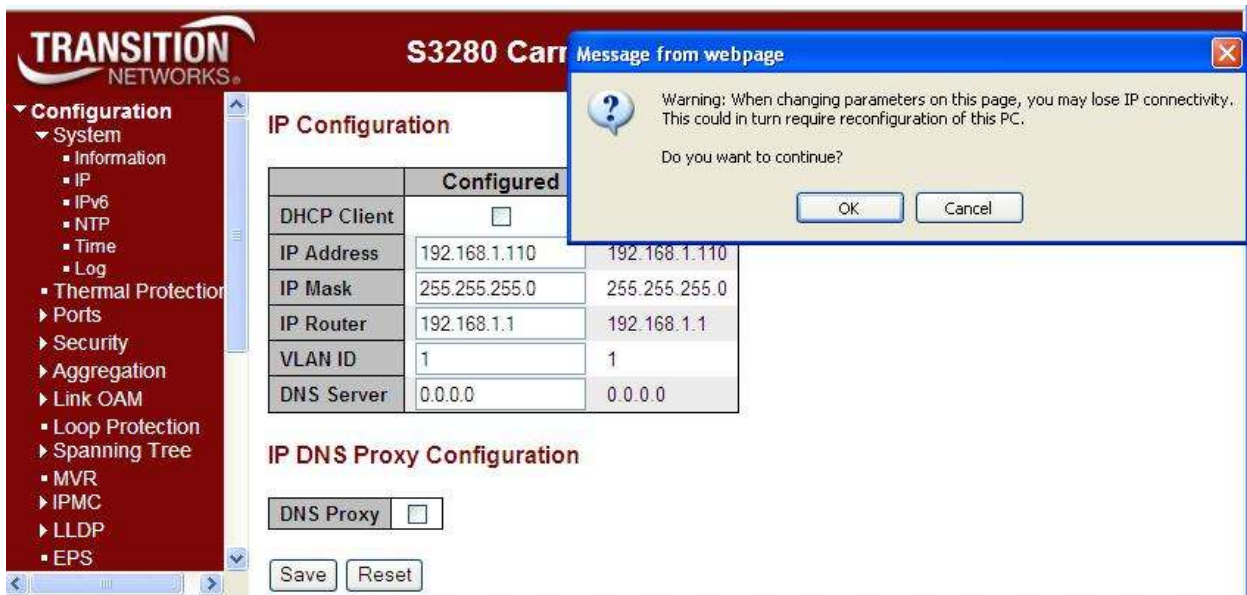 TRANSITION
NETWORKS®
S3280 Carr
Message from webpage
Warning: When changing parameters on this page, you may lose IP connectivity.
This could in turn require reconfiguration of this PC.
Do you want to continue?
OK Cancel
Configuration
System
Information
IP
IPv6
NTP
Time
Log
Thermal Protection
Ports
Security
Aggregation
Link OAM
Loop Protection
Spanning Tree
MVR
IPMC
LLDP
EPS
IP Configuration
Configured
DHCP Client
IP Address 192.168.1.110 192.168.1.110
IP Mask 255.255.255.0 255.255.255.0
IP Router 192.168.1.1 192.168.1.1
VLAN ID 1 1
DNS Server 0.0.0.0 0.0.0.0
IP DNS Proxy Configuration
DNS Proxy
Save Reset